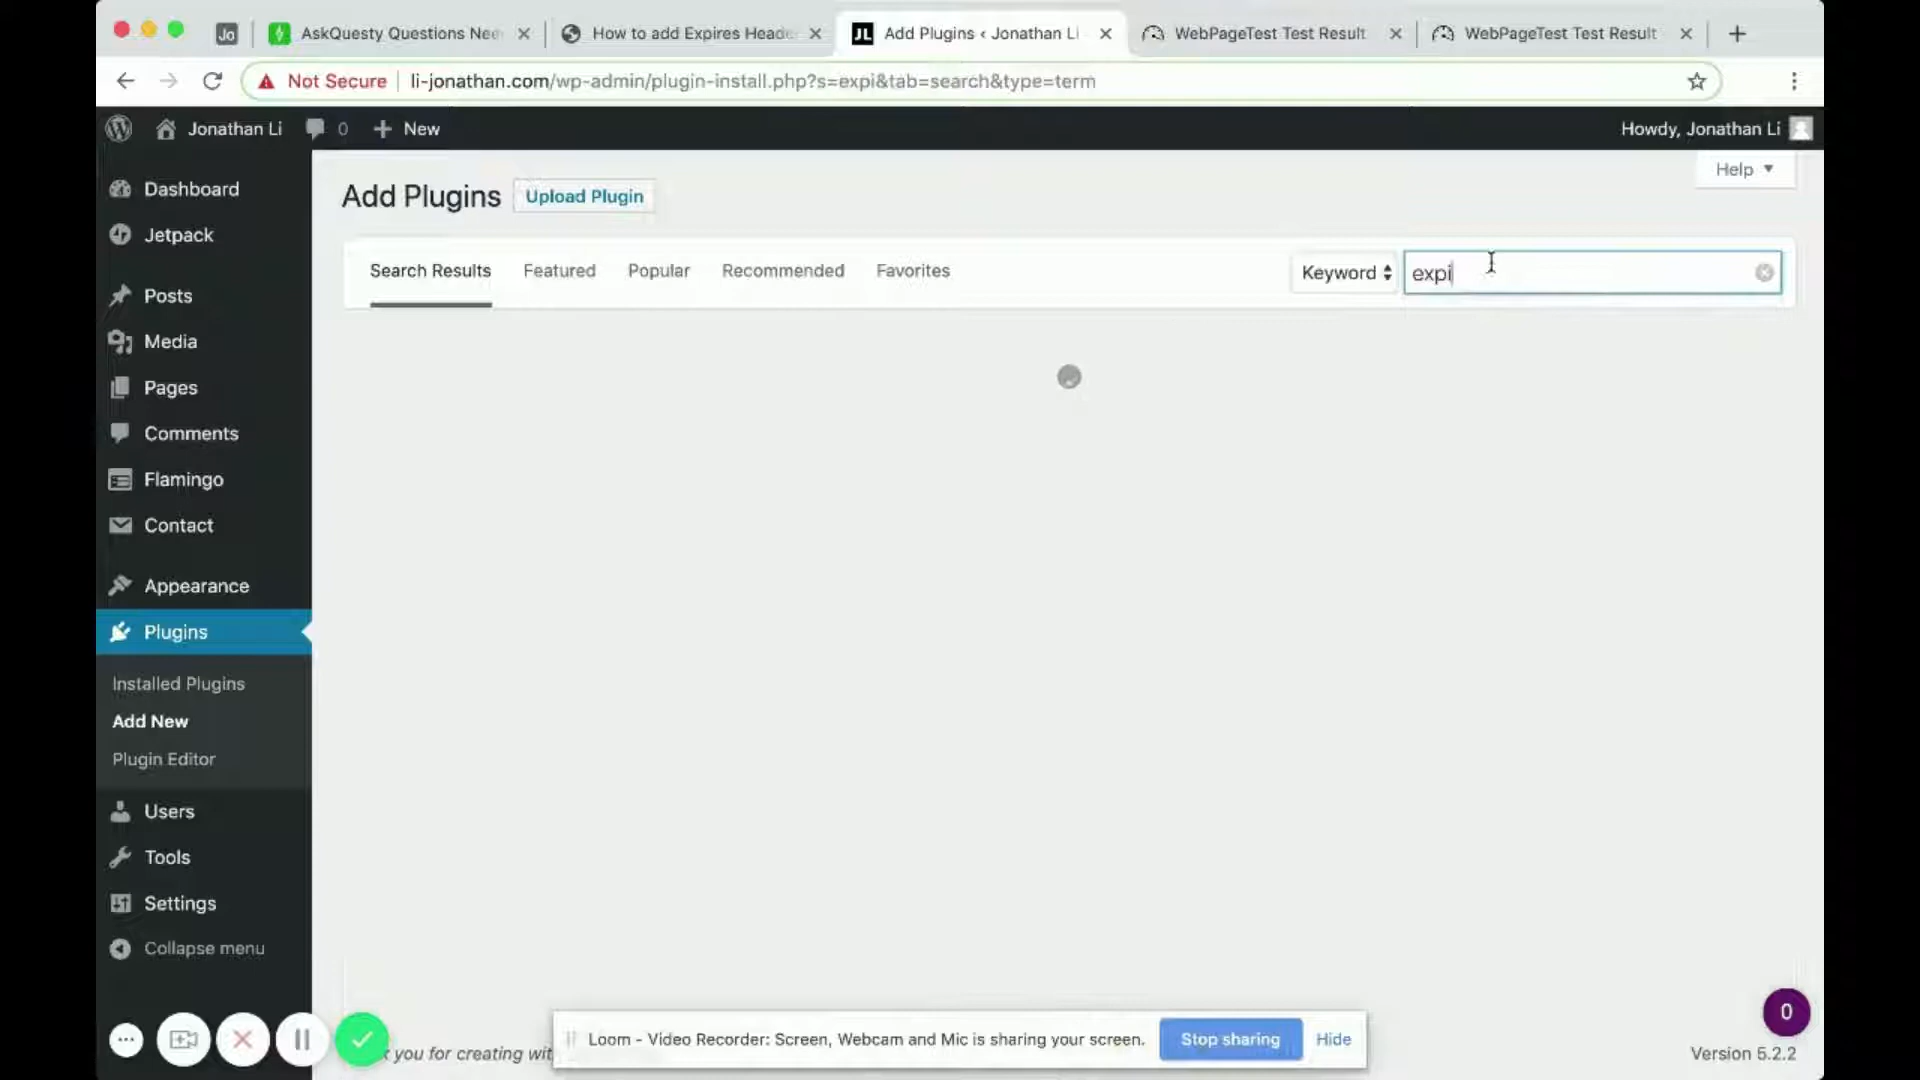 Jo
AskQuesty Questions Nee
How to add Expires Heade
JL
Add Plugins ‹ Jonathan Li
WebPageTest Test Result
WebPageTest Test Result
Not Secure
li-jonathan.com/wp-admin/plugin-install.php?s=expi&tab=search&type=term
Jonathan Li
0
New
Howdy, Jonathan Li
Help
Add Plugins
Upload Plugin
Search Results
Featured
Popular
Recommended
Favorites
Keyword
expi
Dashboard
Jetpack
Posts
Media
Pages
Comments
Flamingo
Contact
Appearance
Plugins
Installed Plugins
Add New
Plugin Editor
Users
Tools
Settings
Collapse menu
0
you for creating wit
Loom - Video Recorder: Screen, Webcam and Mic is sharing your screen.
Stop sharing
Hide
Version 5.2.2